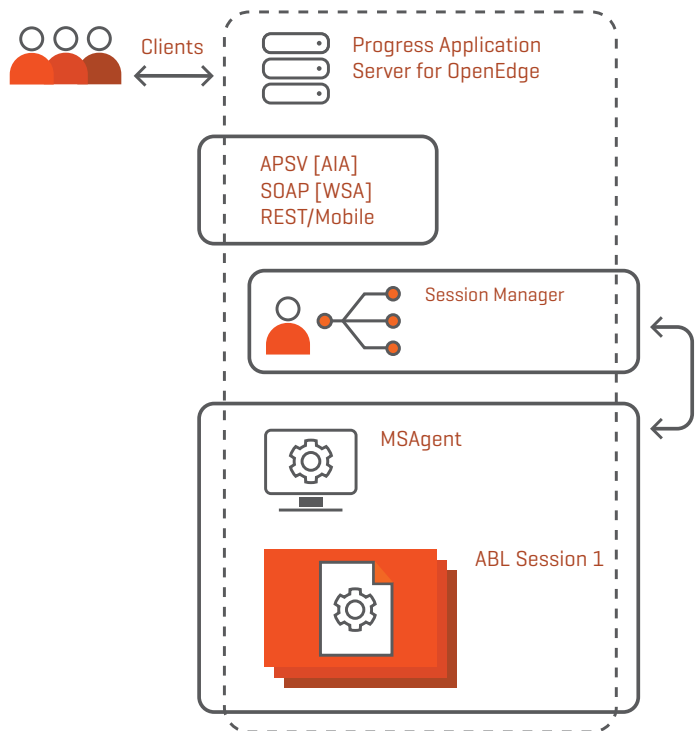 Clients
Progress Application
Server for OpenEdge
APSV [AIA]
SOAP [WSA]
REST/Mobile
Session Manager
MSAgent
ABL Session 1